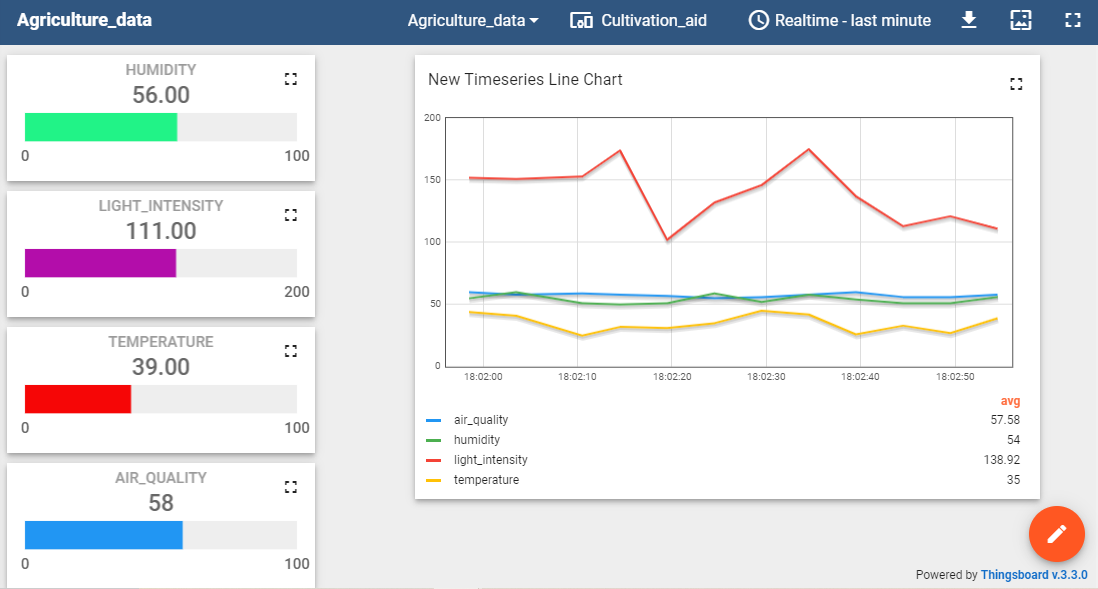 Agriculture_data
Agriculture_data Cultivation_aid Realtime - last minute
HUMIDITY
56.00
0 100
LIGHT_INTENSITY
111.00
0 200
TEMPERATURE
39.00
0 100
AIR_QUALITY
58
0 100
New Timeseries Line Chart
200
150
100
50
0
18:02:00 18:02:10 18:02:20 18:02:30 18:02:40 18:02:50
avg
air_quality 57.58
humidity 54
light_intensity 138.92
temperature 35
Powered by Thingsboard v.3.3.0